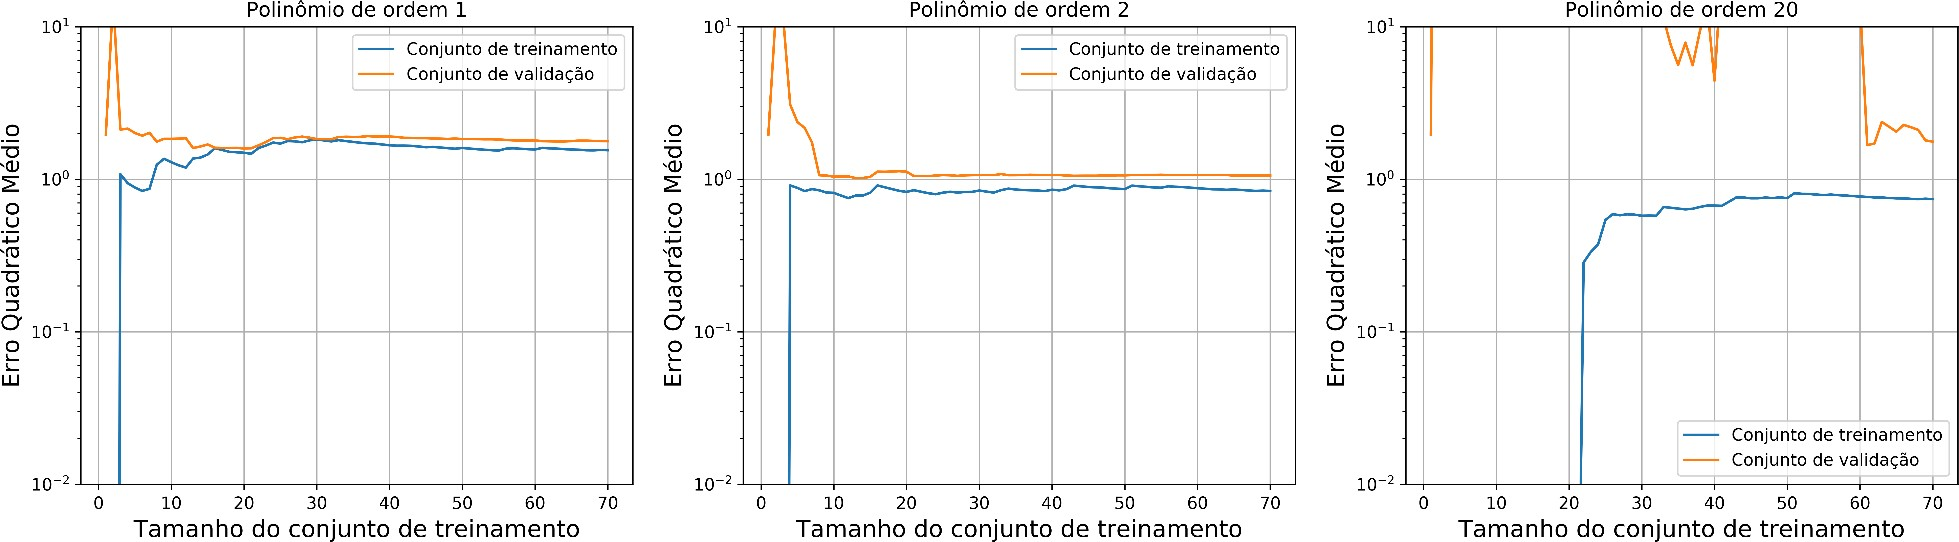 Polinômio de ordem 1
Erro Quadrático Médio
10¹
10⁰
10⁻¹
10⁻²
Conjunto de treinamento
Conjunto de validação
0 10 20 30 40 50 60 70
Tamanho do conjunto de treinamento
Polinômio de ordem 2
Erro Quadrático Médio
10¹
10⁰
10⁻¹
10⁻²
Conjunto de treinamento
Conjunto de validação
0 10 20 30 40 50 60 70
Tamanho do conjunto de treinamento
Polinômio de ordem 20
Erro Quadrático Médio
10¹
10⁰
10⁻¹
10⁻²
Conjunto de treinamento
Conjunto de validação
0 10 20 30 40 50 60 70
Tamanho do conjunto de treinamento